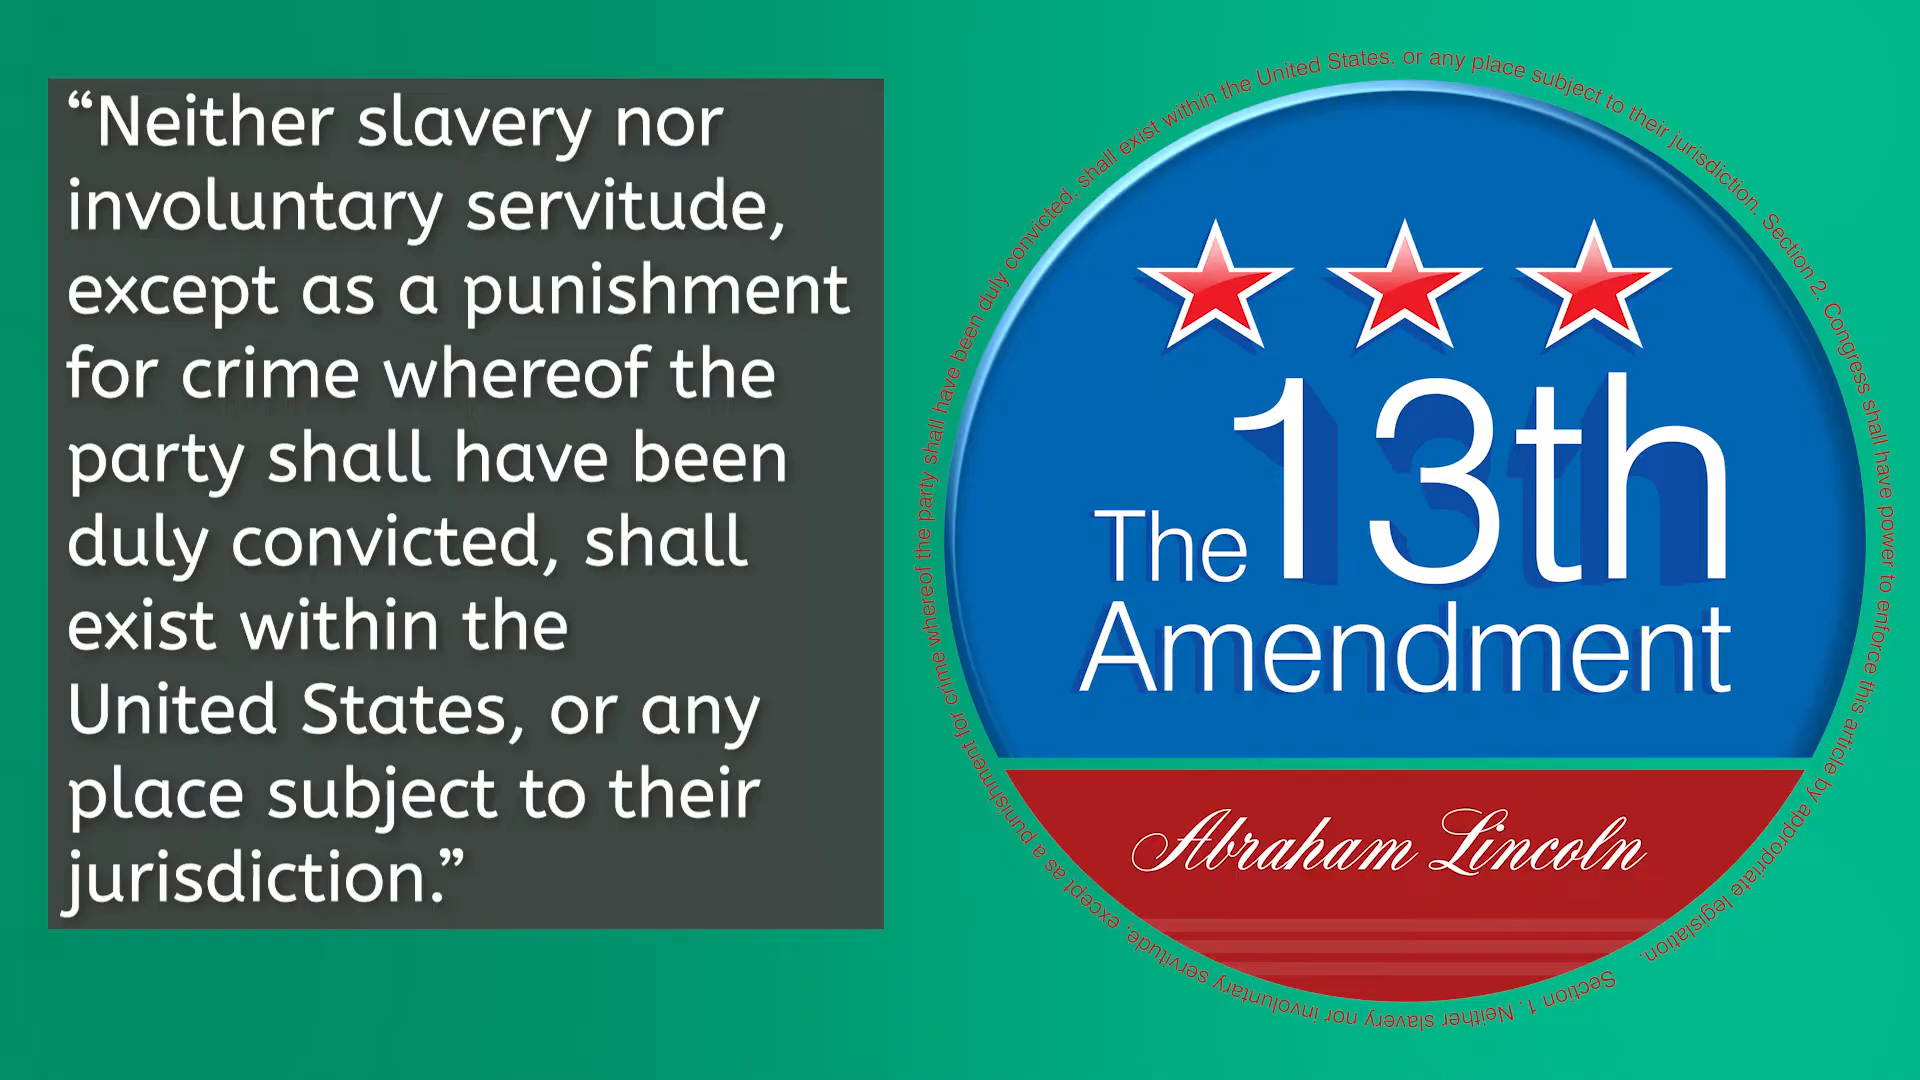 “Neither slavery nor
involuntary servitude,
except as a punishment
for crime whereof the
party shall have been
duly convicted, shall
exist within the
United States, or any
place subject to their
jurisdiction.”
The 13th
Amendment
Abraham Lincoln
Section 1. Neither slavery nor involuntary servitude, except as a punishment for crime whereof the party shall have been duly convicted, shall exist within the United States, or any place subject to their jurisdiction. Section 2. Congress shall have power to enforce this article by appropriate legislation.